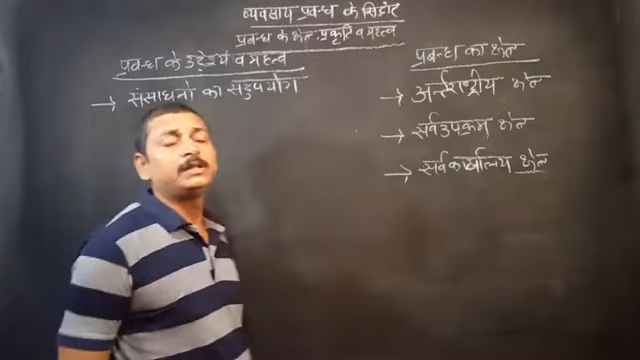 व्यवसाय प्रबन्ध के सिद्धांत
प्रबन्ध के क्षेत्र, प्रकृति व महत्व
प्रबन्ध के उद्देश्य व महत्व
→ संसाधनो का सदुपयोग
प्रबन्ध का क्षेत्र
→ अर्न्तराष्ट्रीय क्षेत्र
→ सर्वउपक्रम क्षेत्र
→ सर्वकार्यालय क्षेत्र